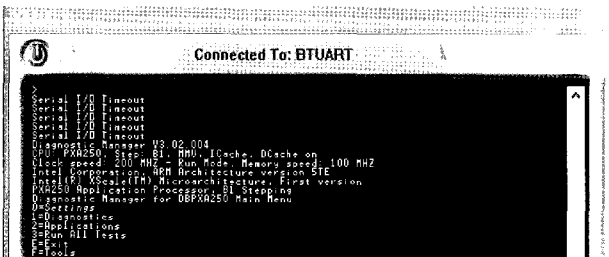 Connected To: BTUART
>
Serial I/O Timeout
Serial I/O Timeout
Serial I/O Timeout
Serial I/O Timeout
Serial I/O Timeout
Diagnostic Manager V3.02.004
CPU: PXA250, Step: B1, MMU, ICache, DCache on
Clock speed: 200 MHZ - Run Mode, Memory speed: 100 MHZ
Intel Corporation, ARM Architecture version 5TE
Intel(R) XScale(TM) Microarchitecture, First version
PXA250 Application Processor, B1 Stepping
Diagnostic Manager for DBPXA250 Main Menu
0=Settings
1=Diagnostics
2=Applications
3=Run All Tests
E=Exit
F=Tools